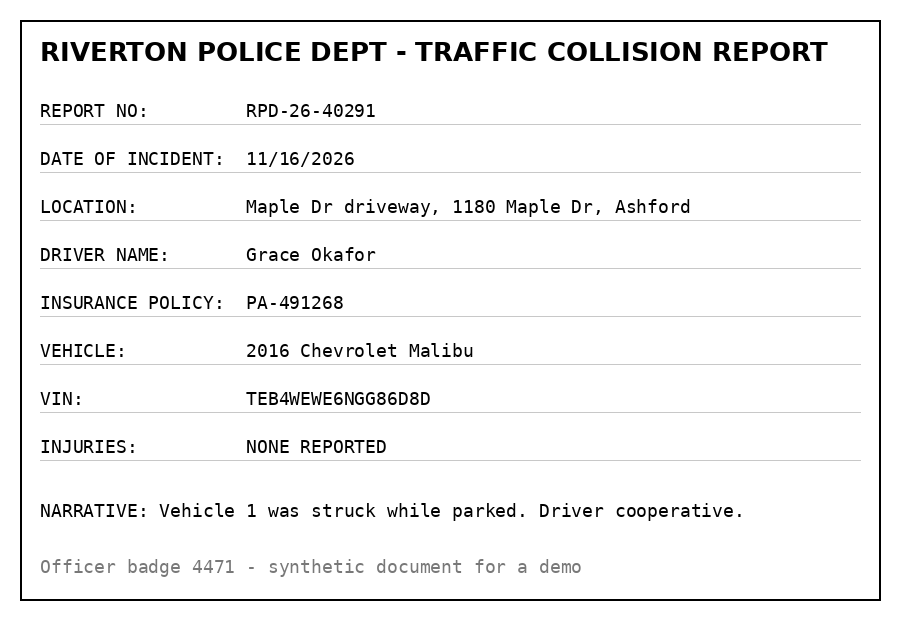 RIVERTON POLICE DEPT - TRAFFIC COLLISION REPORT
REPORT NO: RPD-26-40291
DATE OF INCIDENT: 11/16/2026
LOCATION: Maple Dr driveway, 1180 Maple Dr, Ashford
DRIVER NAME: Grace Okafor
INSURANCE POLICY: PA-491268
VEHICLE: 2016 Chevrolet Malibu
VIN: TEB4WEWE6NGG86D8D
INJURIES: NONE REPORTED
NARRATIVE: Vehicle 1 was struck while parked. Driver cooperative.
Officer badge 4471 - synthetic document for a demo